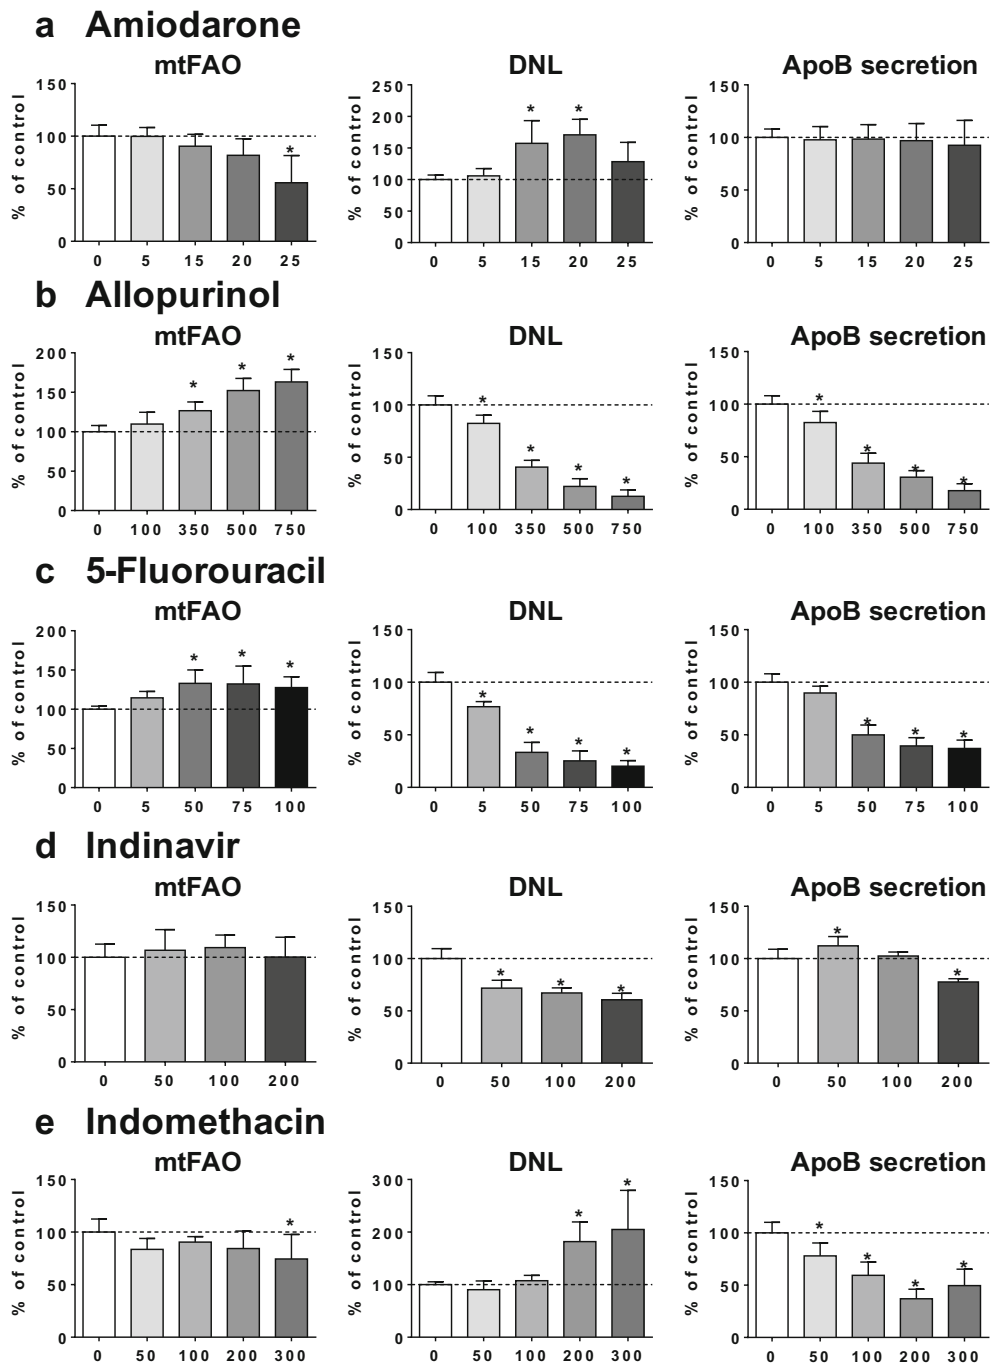 a Amiodarone
mtFAO DNL ApoB secretion
% of control % of control % of control
150 250 150
200
100 * 150 * * 100
50 100 50
50
0 0 0
0 5 15 20 25 0 5 15 20 25 0 5 15 20 25
b Allopurinol
mtFAO DNL ApoB secretion
% of control % of control % of control
200 150 150
150 * * * 100 * 100 *
100 * *
50 50 * * 50 * *
0 0 0
0 100 350 500 750 0 100 350 500 750 0 100 350 500 750
c 5-Fluorouracil
mtFAO DNL ApoB secretion
% of control % of control % of control
200 150 150
150 * * * 100 * 100
100
50 50 * * * 50 * * *
0 0 0
0 5 50 75 100 0 5 50 75 100 0 5 50 75 100
d Indinavir
mtFAO DNL ApoB secretion
% of control % of control % of control
150 150 150
100 100 * * * 100 * *
50 50 50
0 0 0
0 50 100 200 0 50 100 200 0 50 100 200
e Indomethacin
mtFAO DNL ApoB secretion
% of control % of control % of control
150 300 150
100 * 200 * * 100 *
50 100 50 * * *
0 0 0
0 50 100 200 300 0 50 100 200 300 0 50 100 200 300